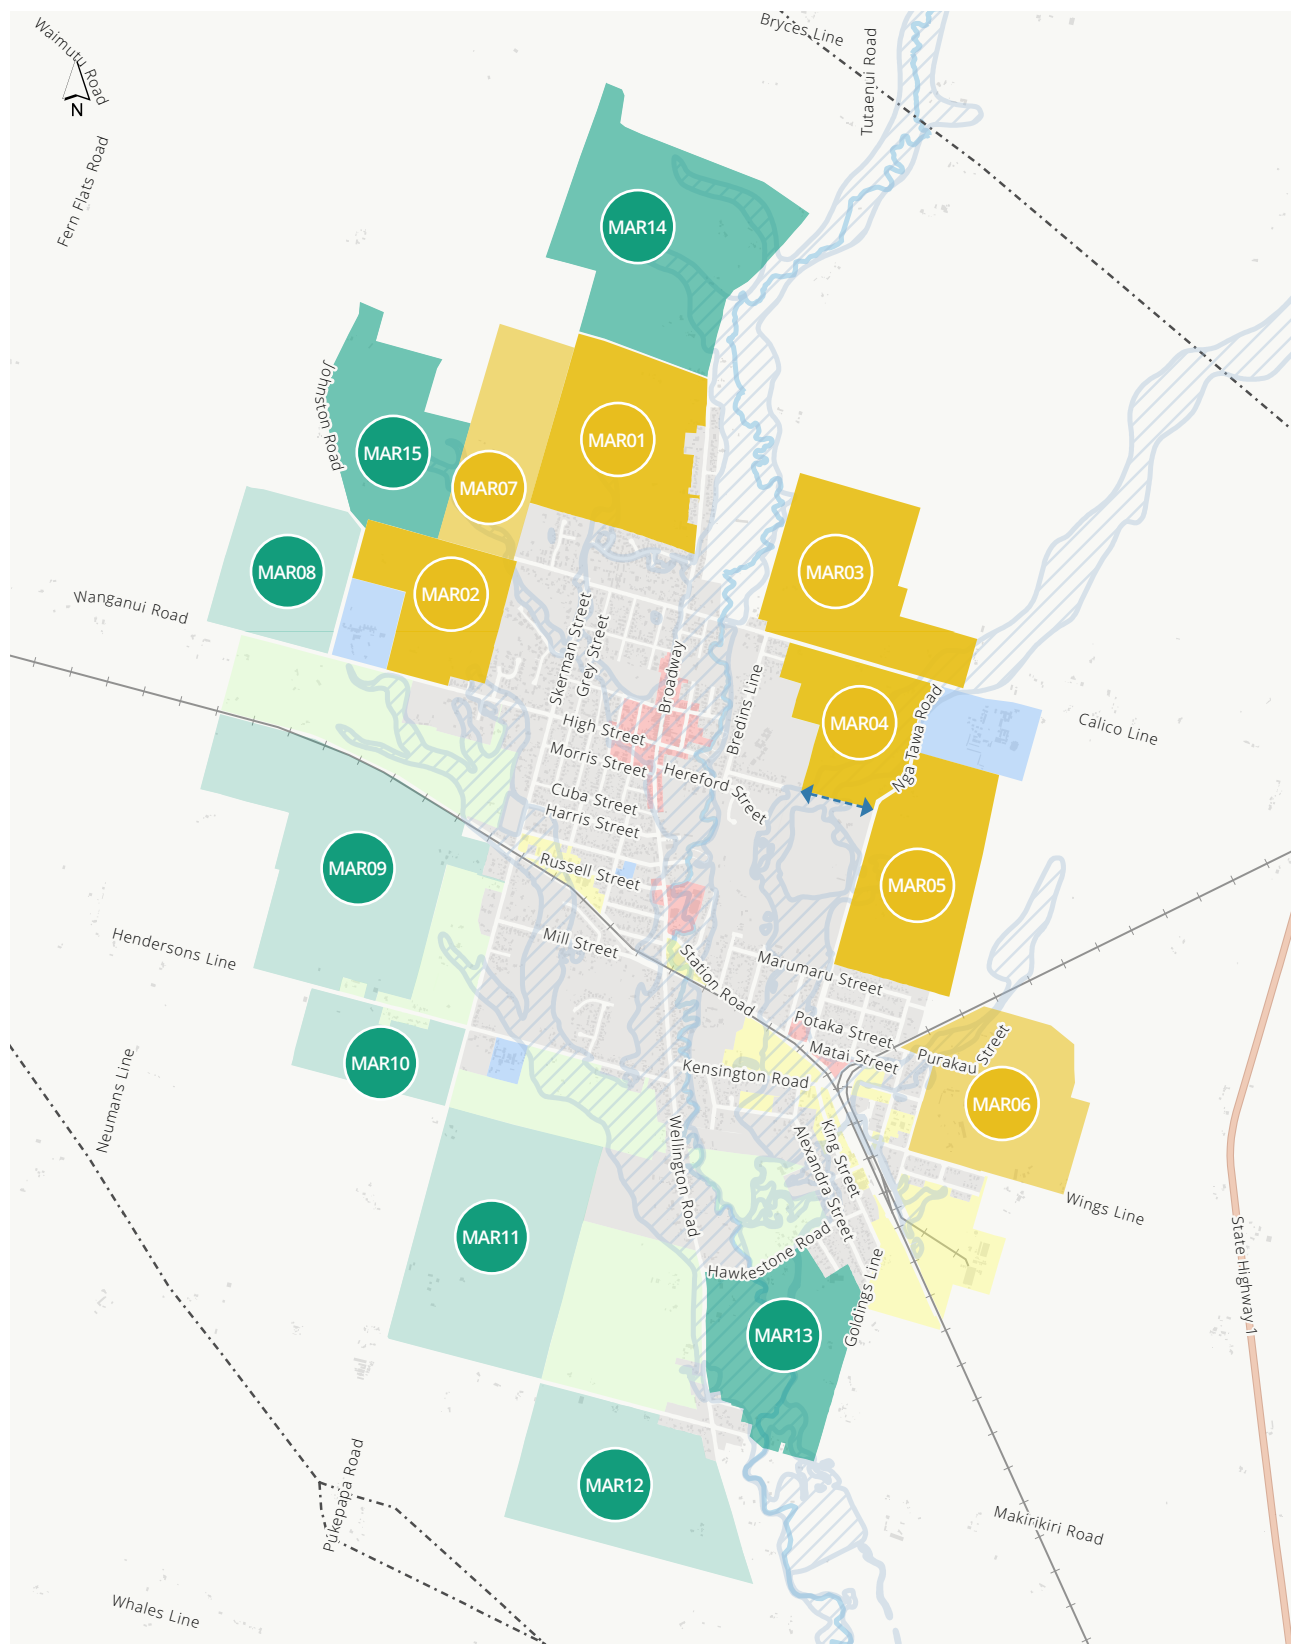 Bryces Line
Waimutu Road
Tutaenui Road
N
Fern Flats Road
MAR14
Johnston Road
MAR01
MAR15
MAR07
MAR08
MAR03
MAR02
Wanganui Road
Skerman Street
Grey Street
Broadway
Bredins Line
MAR04
Nga Tawa Road
Calico Line
High Street
Morris Street
Hereford Street
Cuba Street
Harris Street
MAR09
Russell Street
MAR05
Hendersons Line
Mill Street
Station Road
Marumaru Street
Potaka Street
Matai Street
Purakau Street
MAR10
Kensington Road
Neumans Line
MAR06
Wellington Road
King Street
Alexandra Street
Wings Line
MAR11
Hawkestone Road
State Highway 1
Goldings Line
MAR13
MAR12
Pukepapa Road
Makirikiri Road
Whales Line